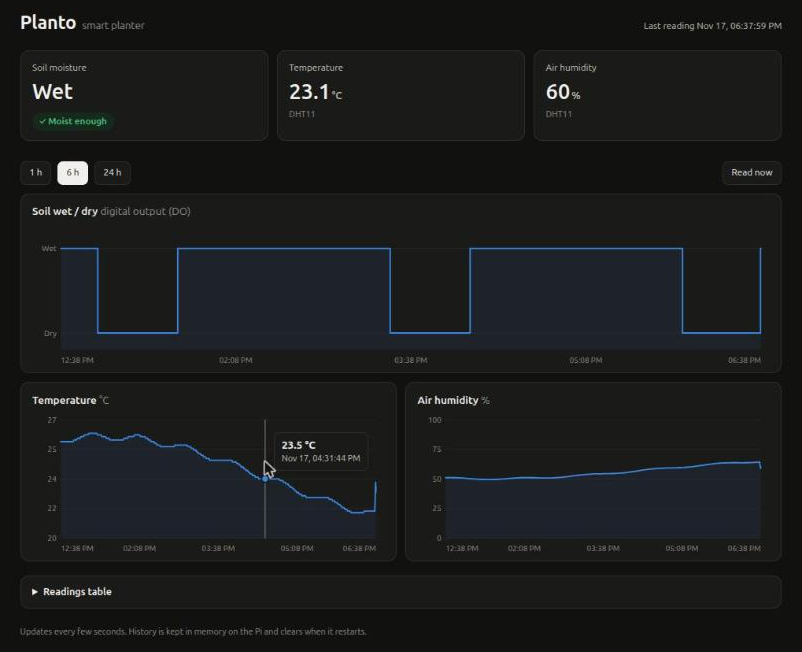 Planto smart planter
Last reading Nov 17, 06:37:59 PM
Soil moisture
Wet
✓ Moist enough
Temperature
23.1 °C
DHT11
Air humidity
60 %
DHT11
1 h 6 h 24 h
Read now
Soil wet / dry digital output (DO)
Wet
Dry
12:38 PM 02:08 PM 03:38 PM 05:08 PM 06:38 PM
Temperature °C
27
25
24
22
20
23.5 °C
Nov 17, 04:31:44 PM
12:38 PM 02:08 PM 03:38 PM 05:08 PM 06:38 PM
Air humidity %
100
75
50
25
0
12:38 PM 02:08 PM 03:38 PM 05:08 PM 06:38 PM
▶ Readings table
Updates every few seconds. History is kept in memory on the Pi and clears when it restarts.